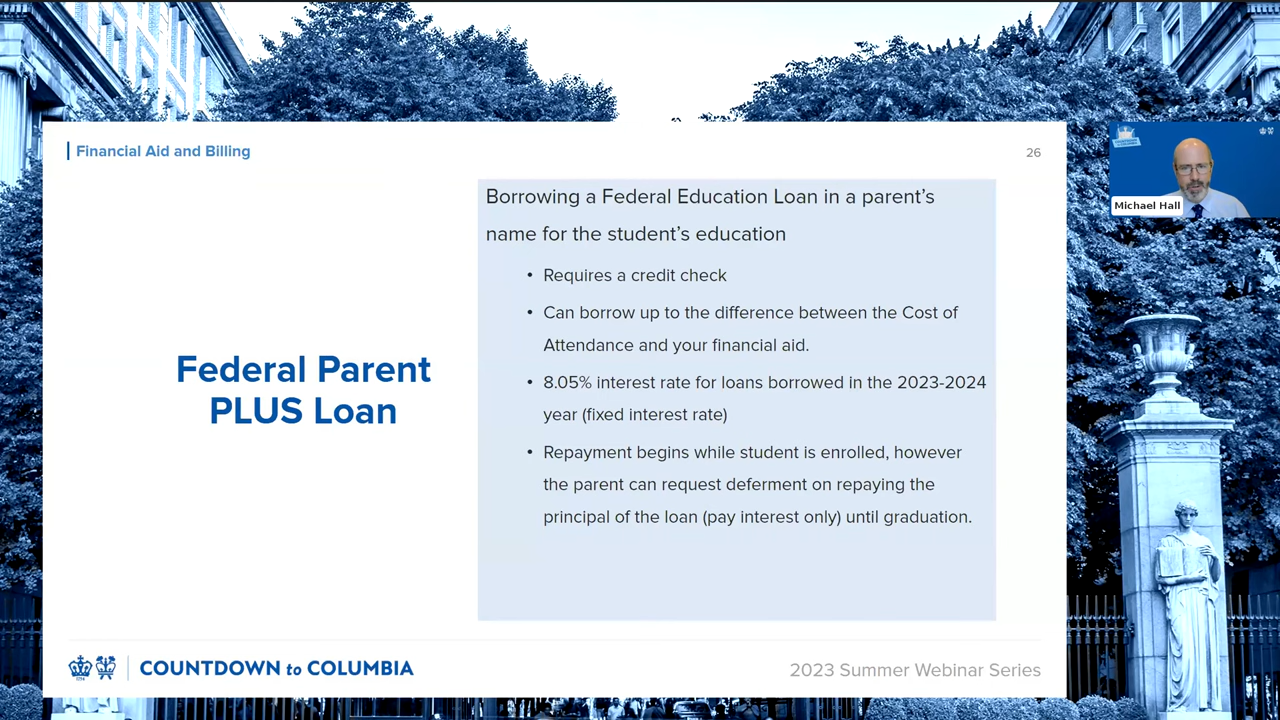 Financial Aid and Billing
26
Borrowing a Federal Education Loan in a parent’s
name for the student’s education
• Requires a credit check
• Can borrow up to the difference between the Cost of
Attendance and your financial aid.
• 8.05% interest rate for loans borrowed in the 2023-2024
year (fixed interest rate)
• Repayment begins while student is enrolled, however
the parent can request deferment on repaying the
principal of the loan (pay interest only) until graduation.
Federal Parent
PLUS Loan
Michael Hall
COUNTDOWN to COLUMBIA
2023 Summer Webinar Series